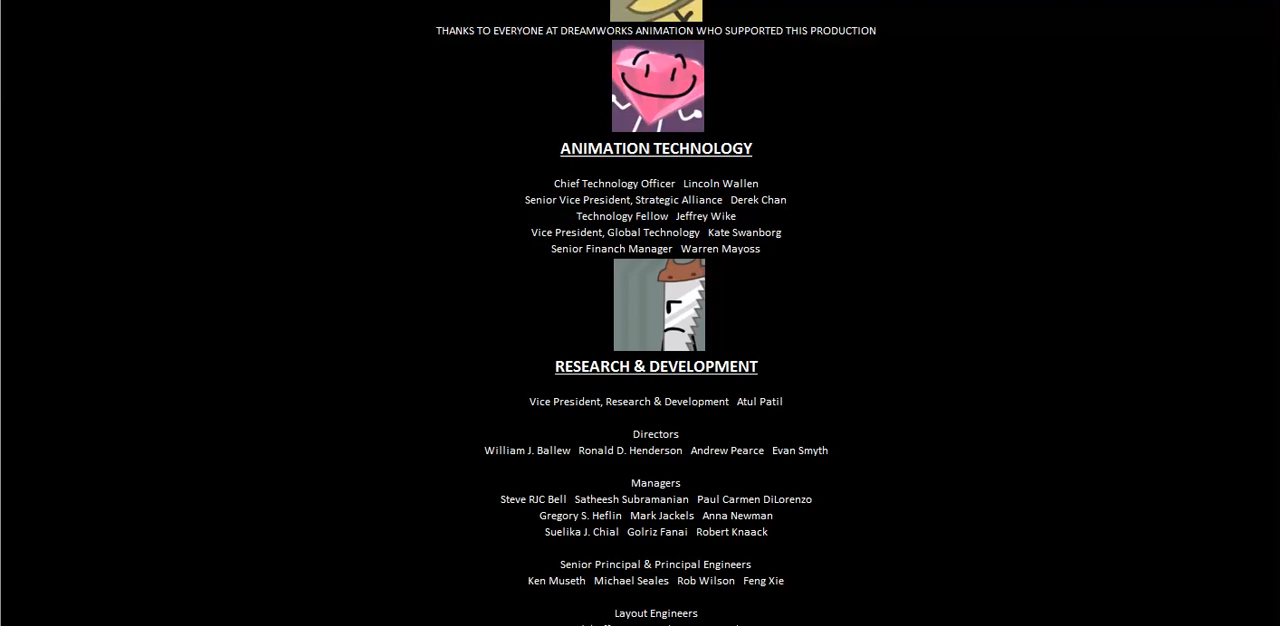 THANKS TO EVERYONE AT DREAMWORKS ANIMATION WHO SUPPORTED THIS PRODUCTION
ANIMATION TECHNOLOGY
Chief Technology Officer Lincoln Wallen
Senior Vice President, Strategic Alliance Derek Chan
Technology Fellow Jeffrey Wike
Vice President, Global Technology Kate Swanborg
Senior Financh Manager Warren Mayoss
RESEARCH & DEVELOPMENT
Vice President, Research & Development Atul Patil
Directors
William J. Ballew Ronald D. Henderson Andrew Pearce Evan Smyth
Managers
Steve RJC Bell Satheesh Subramanian Paul Carmen DiLorenzo
Gregory S. Heflin Mark Jackels Anna Newman
Suelika J. Chial Golriz Fanai Robert Knaack
Senior Principal & Principal Engineers
Ken Museth Michael Seales Rob Wilson Feng Xie
Layout Engineers